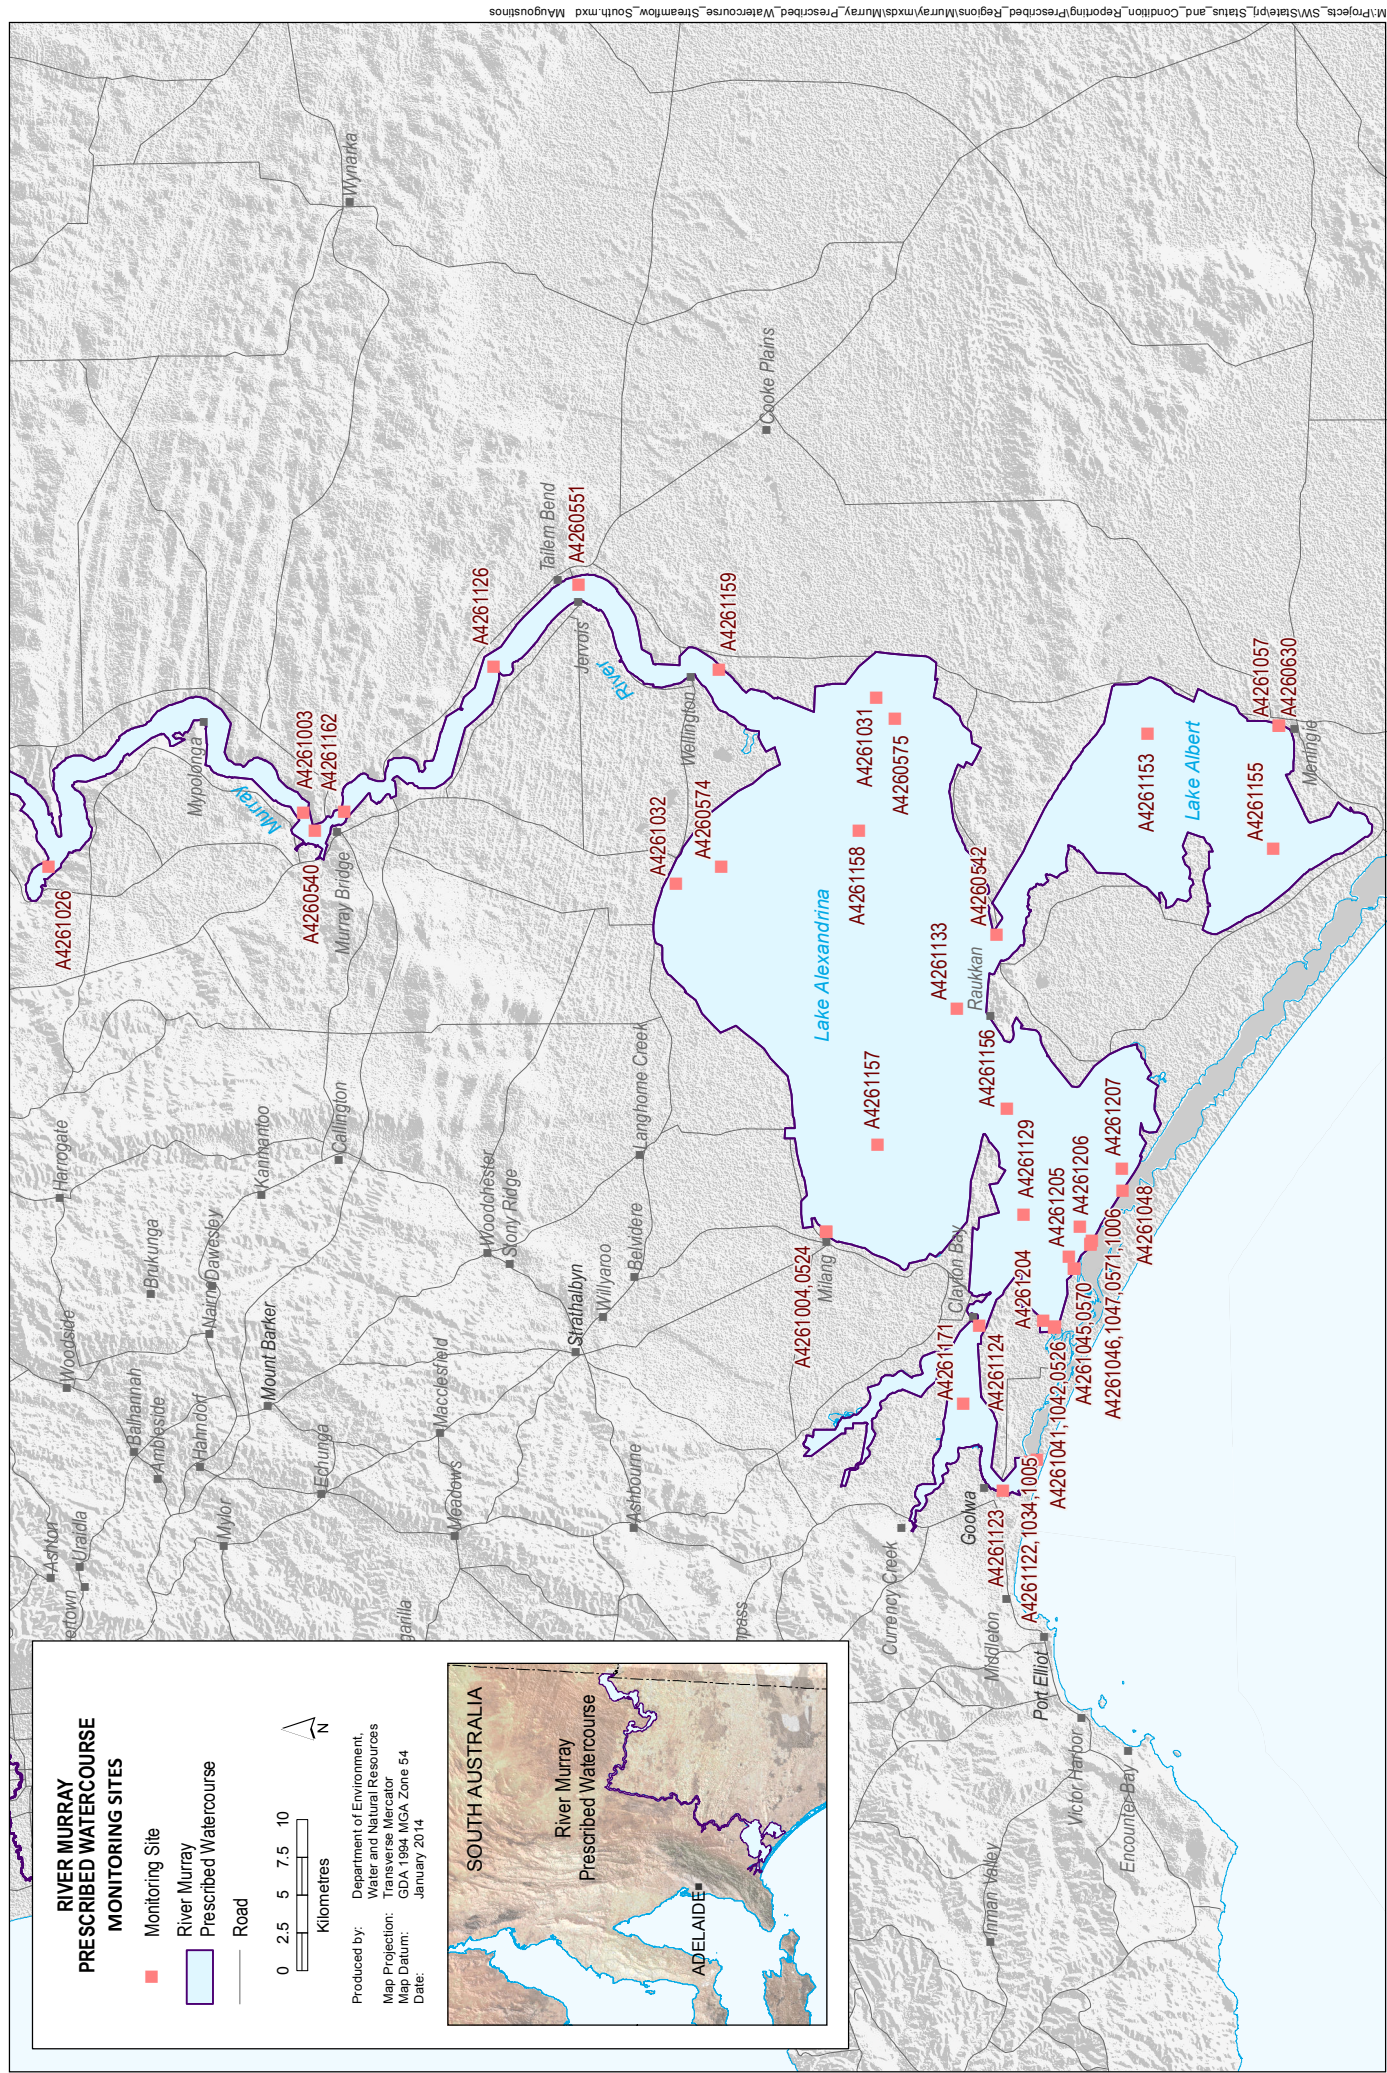 M:\Projects_SW\State\prj_Status_and_Condition_Reporting\Prescribed_Regions\Murray\mxds\Murray_Prescribed_Watercourse_Streamflow_South.mxd MAugoustinos
RIVER MURRAY
PRESCRIBED WATERCOURSE
MONITORING SITES
Monitoring Site
River Murray
Prescribed Watercourse
Road
0 2.5 5 7.5 10
Kilometres
N
Produced by: Department of Environment,
Water and Natural Resources
Map Projection: Transverse Mercator
Map Datum: GDA 1994 MGA Zone 54
Date: January 2014
SOUTH AUSTRALIA
River Murray
Prescribed Watercourse
ADELAIDE
ertown
Uraidla
Ashton
Woodside
Harrogate
Balhannah
Ambleside
Brukunga
Hahndorf
Nairne
Dawesley
Mylor
Mount Barker
Kanmantoo
Echunga
Callington
garilla
Meadows
Macclesfield
Woodchester
Stony Ridge
Strathalbyn
Willyaroo
Belvidere
Langhorne Creek
Ashbourne
npass
Milang
Currency Creek
Clayton Bay
Goolwa
Middleton
Port Elliot
Victor Harbor
Encounter Bay
Inman Valley
Raukkan
Meningie
Wellington
Jervois
Tailem Bend
Cooke Plains
Wynarka
Murray Bridge
Mypolonga
Murray
River
Lake Alexandrina
Lake Albert
A4261026
A4261003
A4261162
A4260540
A4261126
A4260551
A4261159
A4261032
A4260574
A4261031
A4260575
A4261158
A4261133
A4260542
A4261153
A4261155
A4261057
A4260630
A4261157
A4261004,0524
A4261156
A4261129
A4261207
A4261206
A4261205
A4261204
A4261048
A4261171
A4261124
A4261123
A4261122,1034,1005
A4261041,1042,0526
A4261045,0570
A4261046,1047,0571,1006